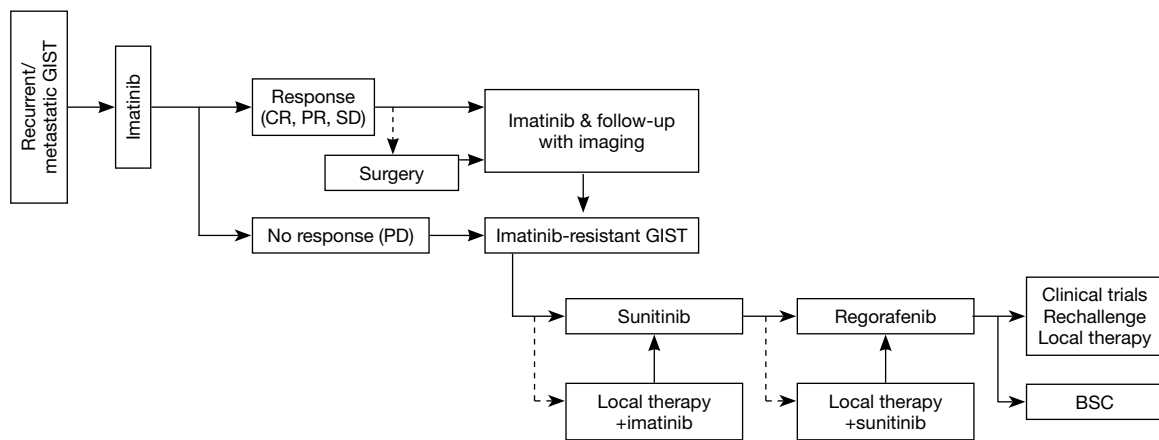 Recurrent/
metastatic GIST
Imatinib
Response
(CR, PR, SD)
Surgery
Imatinib & follow-up
with imaging
No response (PD)
Imatinib-resistant GIST
Sunitinib
Regorafenib
Clinical trials
Rechallenge
Local therapy
Local therapy
+imatinib
Local therapy
+sunitinib
BSC